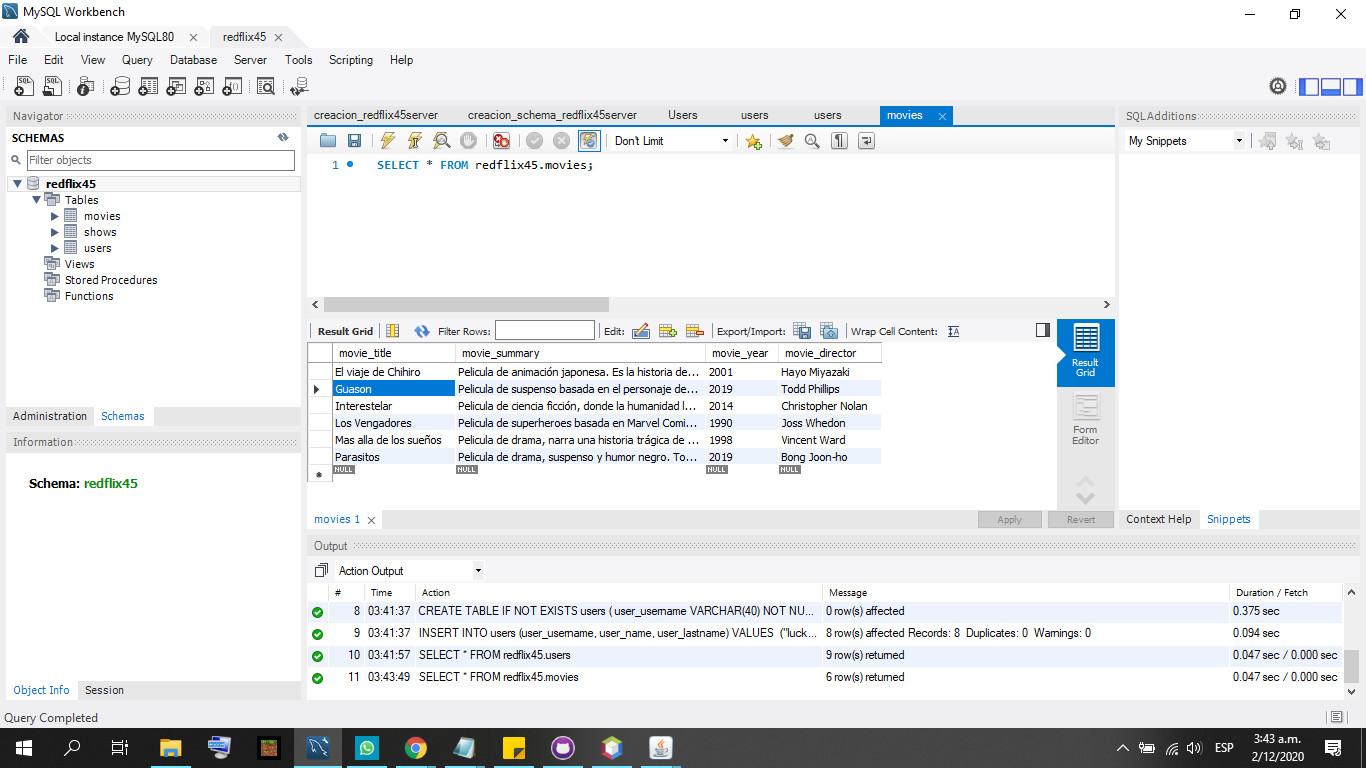 MySQL Workbench
Local instance MySQL80 redflix45
File Edit View Query Database Server Tools Scripting Help
Navigator
SCHEMAS
Filter objects
redflix45
Tables
movies
shows
users
Views
Stored Procedures
Functions
Administration Schemas
Information
Schema: redflix45
Object Info Session
creacion_redflix45server creacion_schema_redflix45server Users users users movies
Don't Limit
1 SELECT * FROM redflix45.movies;
Result Grid Filter Rows: Edit: Export/Import: Wrap Cell Content:
movie_title movie_summary movie_year movie_director
El viaje de Chihiro Pelicula de animación japonesa. Es la historia de... 2001 Hayo Miyazaki
Guason Pelicula de suspenso basada en el personaje de... 2019 Todd Phillips
Interestelar Pelicula de ciencia ficción, donde la humanidad l... 2014 Christopher Nolan
Los Vengadores Pelicula de superheroes basada en Marvel Comi... 1990 Joss Whedon
Mas alla de los sueños Pelicula de drama, narra una historia trágica de ... 1998 Vincent Ward
Parasitos Pelicula de drama, suspenso y humor negro. To... 2019 Bong Joon-ho
NULL NULL NULL NULL
Result Grid
Form Editor
movies 1 Apply Revert
SQLAdditions
My Snippets
Context Help Snippets
Output
Action Output
# Time Action Message Duration / Fetch
8 03:41:37 CREATE TABLE IF NOT EXISTS users ( user_username VARCHAR(40) NOT NU... 0 row(s) affected 0.375 sec
9 03:41:37 INSERT INTO users (user_username, user_name, user_lastname) VALUES ("luck... 8 row(s) affected Records: 8 Duplicates: 0 Warnings: 0 0.094 sec
10 03:41:57 SELECT * FROM redflix45.users 9 row(s) returned 0.047 sec / 0.000 sec
11 03:43:49 SELECT * FROM redflix45.movies 6 row(s) returned 0.047 sec / 0.000 sec
Query Completed
ESP
3:43 a.m.
2/12/2020